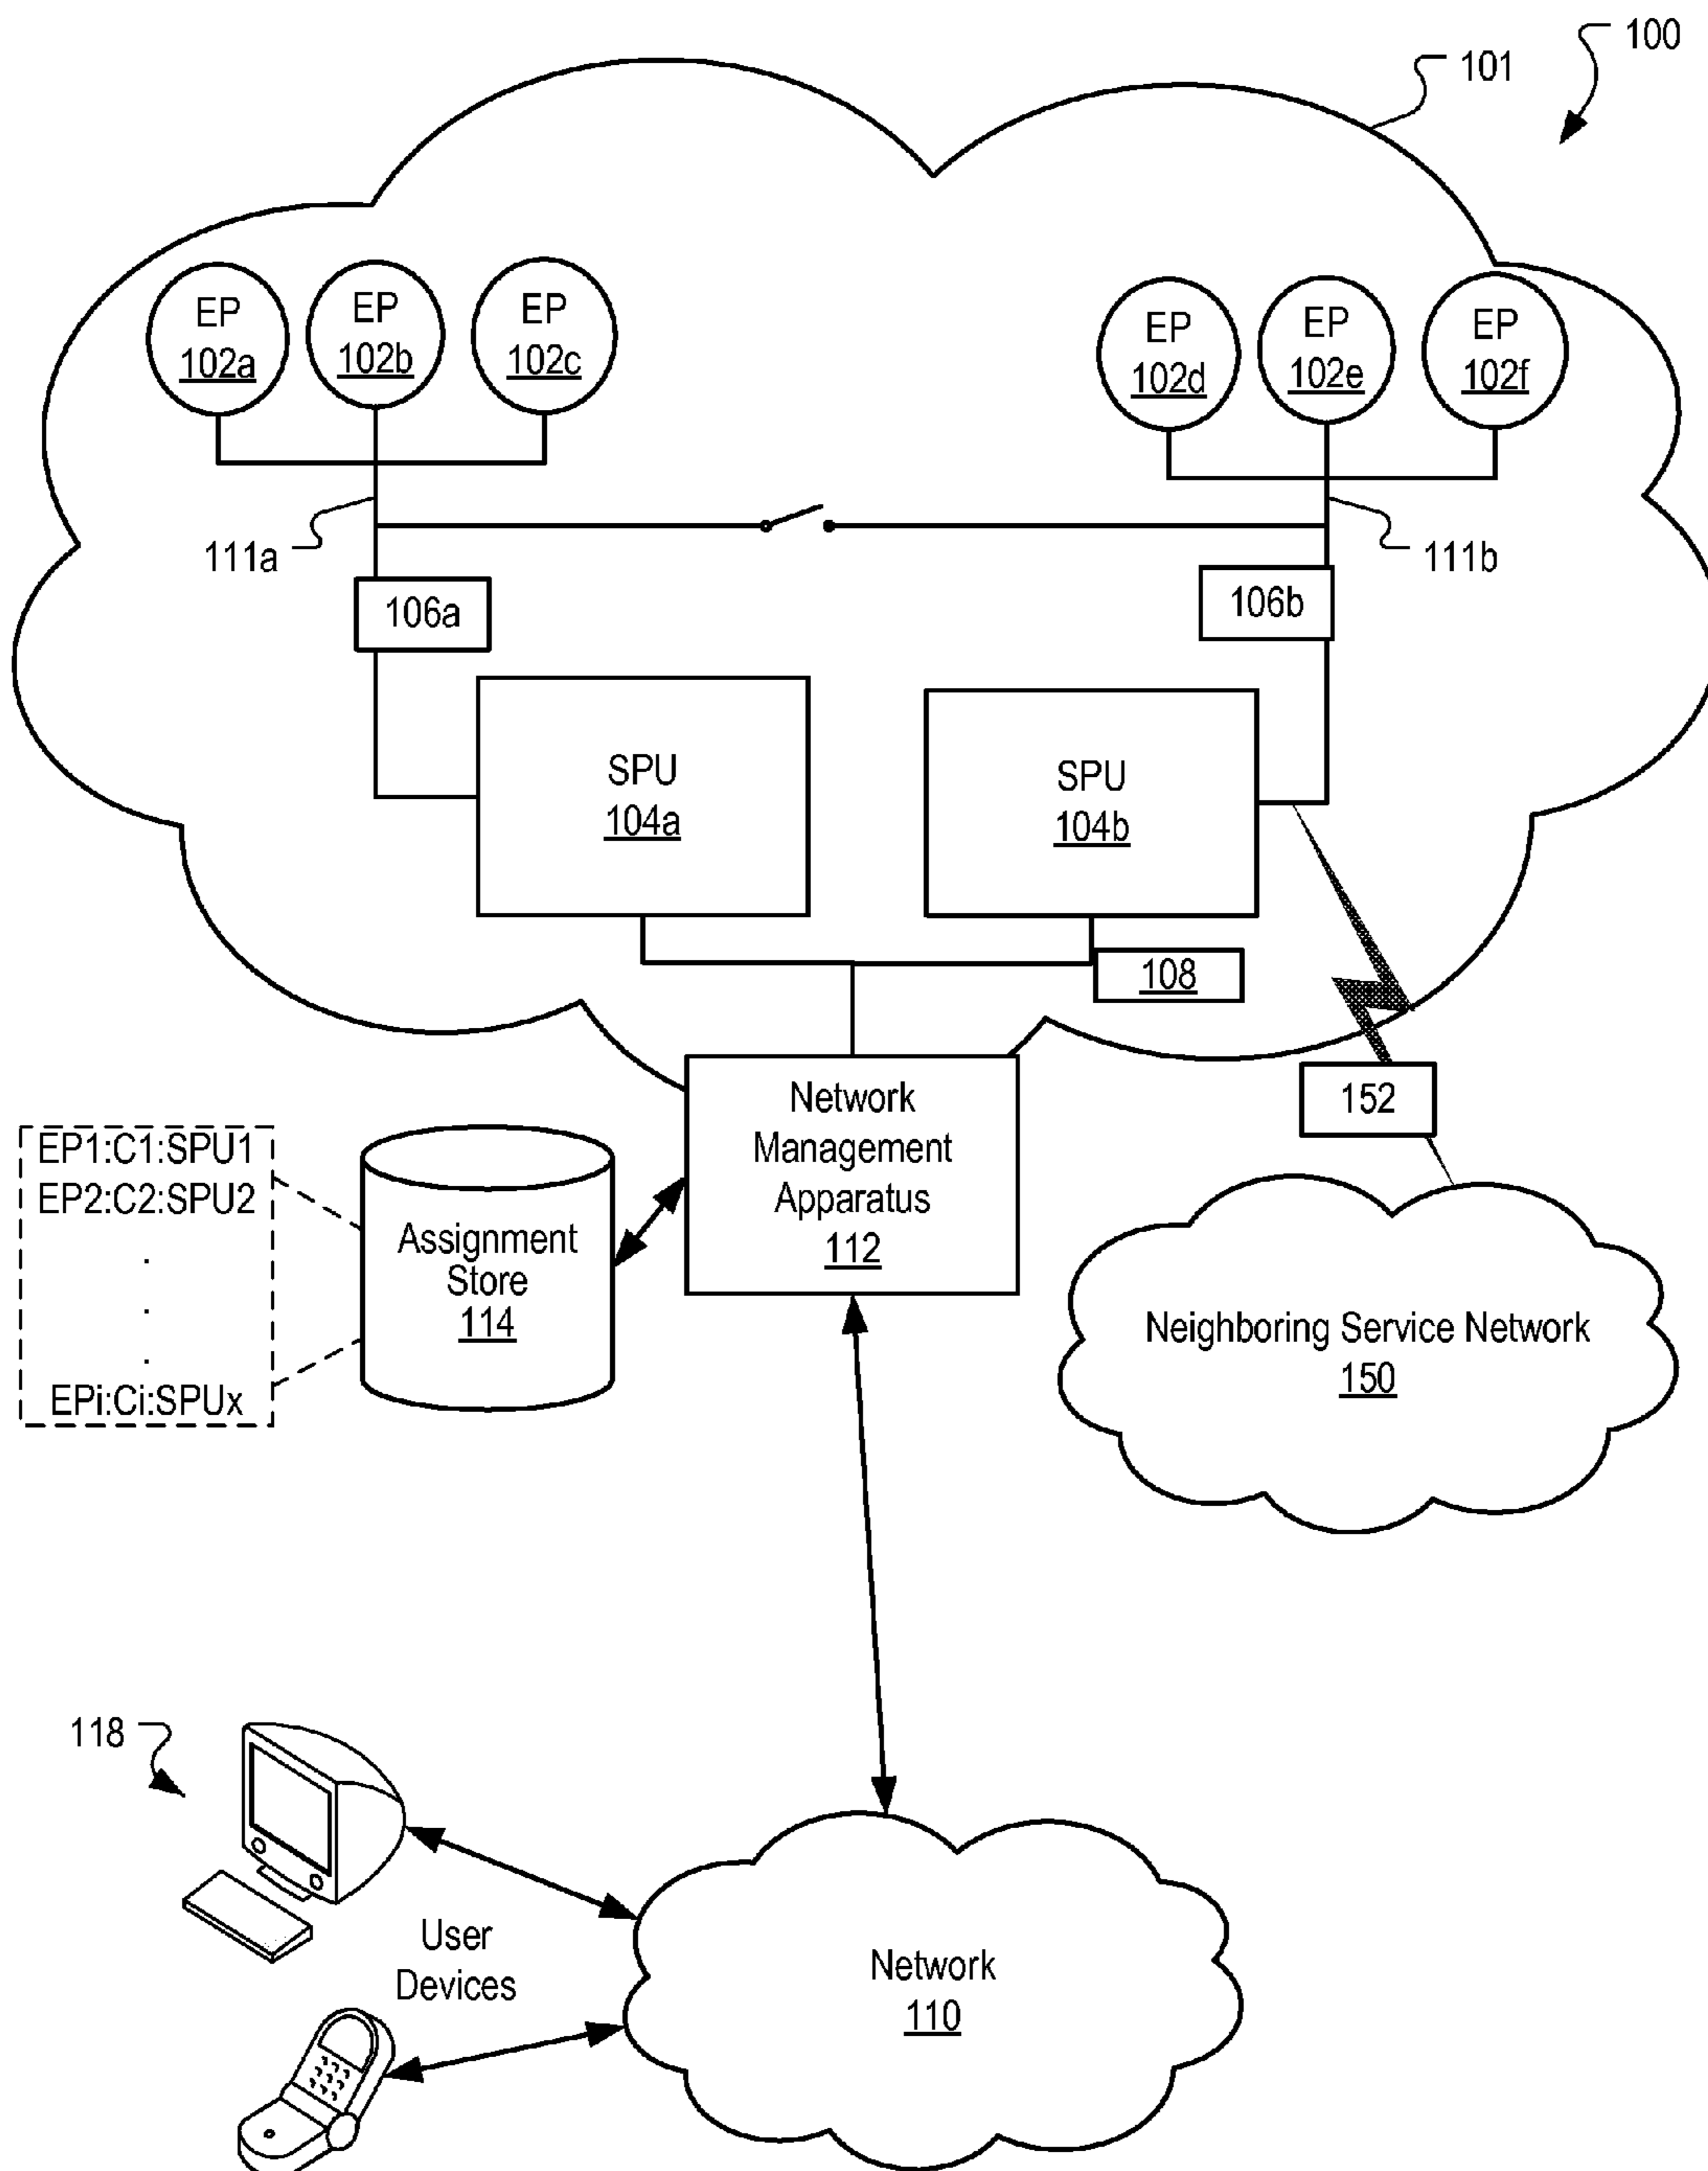 100
101
EP
102a
EP
102b
EP
102c
EP
102d
EP
102e
EP
102f
111a
111b
106a
106b
SPU
104a
SPU
104b
108
Network
Management
Apparatus
112
152
EP1:C1:SPU1
EP2:C2:SPU2
.
.
.
EPi:Ci:SPUx
Assignment
Store
114
Neighboring Service Network
150
118
User
Devices
Network
110